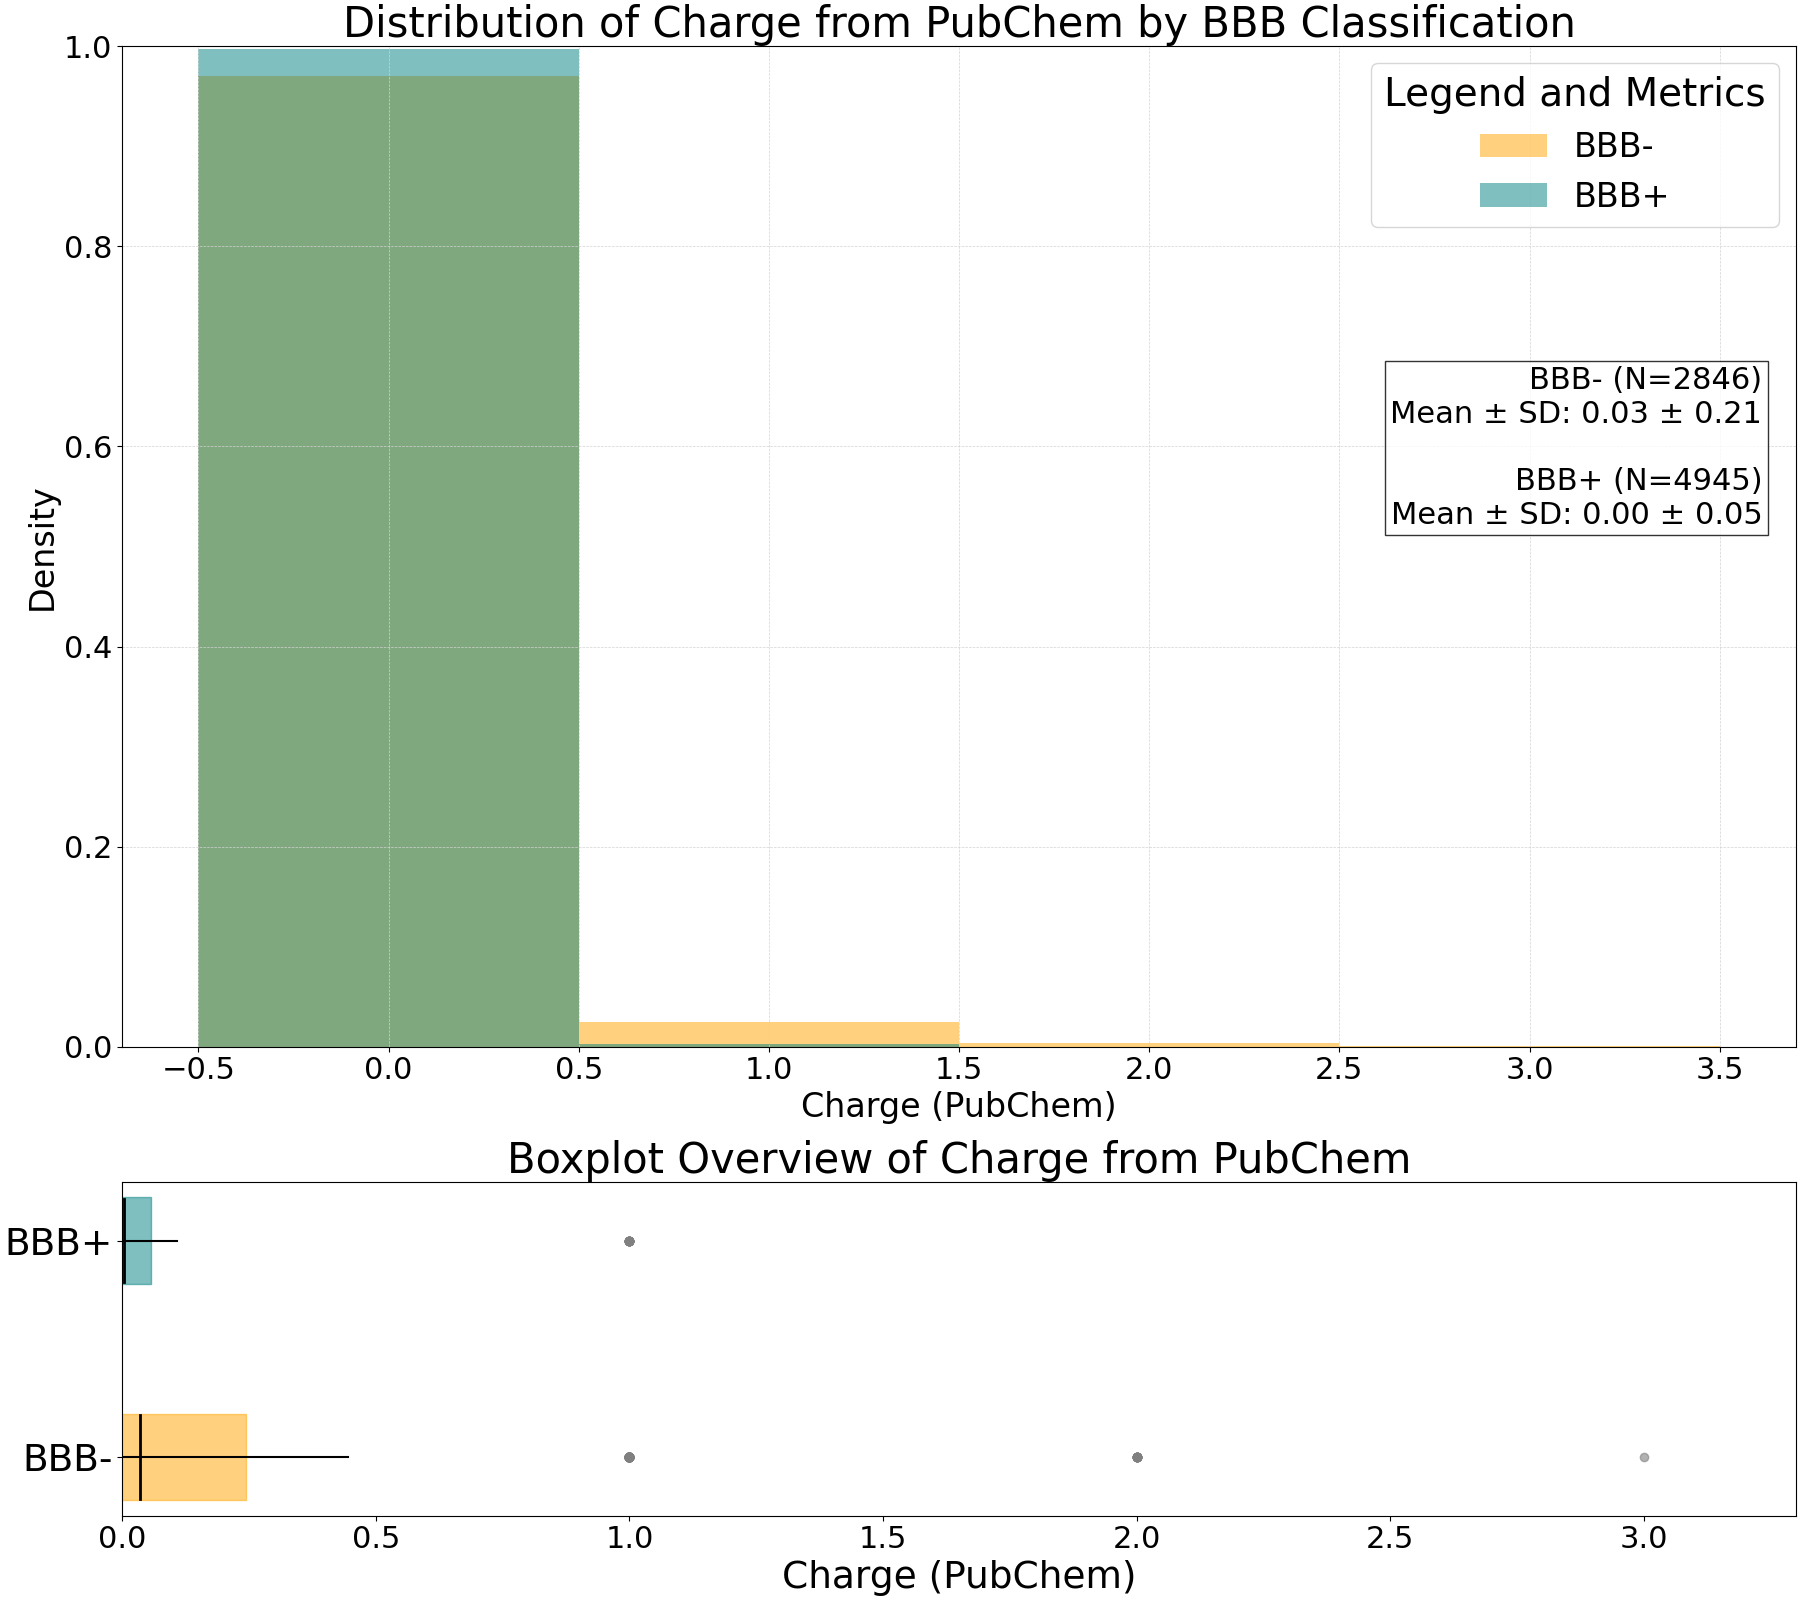 Distribution of Charge from PubChem by BBB Classification
1.0
0.8
0.6
0.4
0.2
0.0
Density
Legend and Metrics
BBB-
BBB+
BBB- (N=2846)
Mean ± SD: 0.03 ± 0.21
BBB+ (N=4945)
Mean ± SD: 0.00 ± 0.05
−0.5 0.0 0.5 1.0 1.5 2.0 2.5 3.0 3.5
Charge (PubChem)
Boxplot Overview of Charge from PubChem
BBB+
BBB-
0.0 0.5 1.0 1.5 2.0 2.5 3.0
Charge (PubChem)